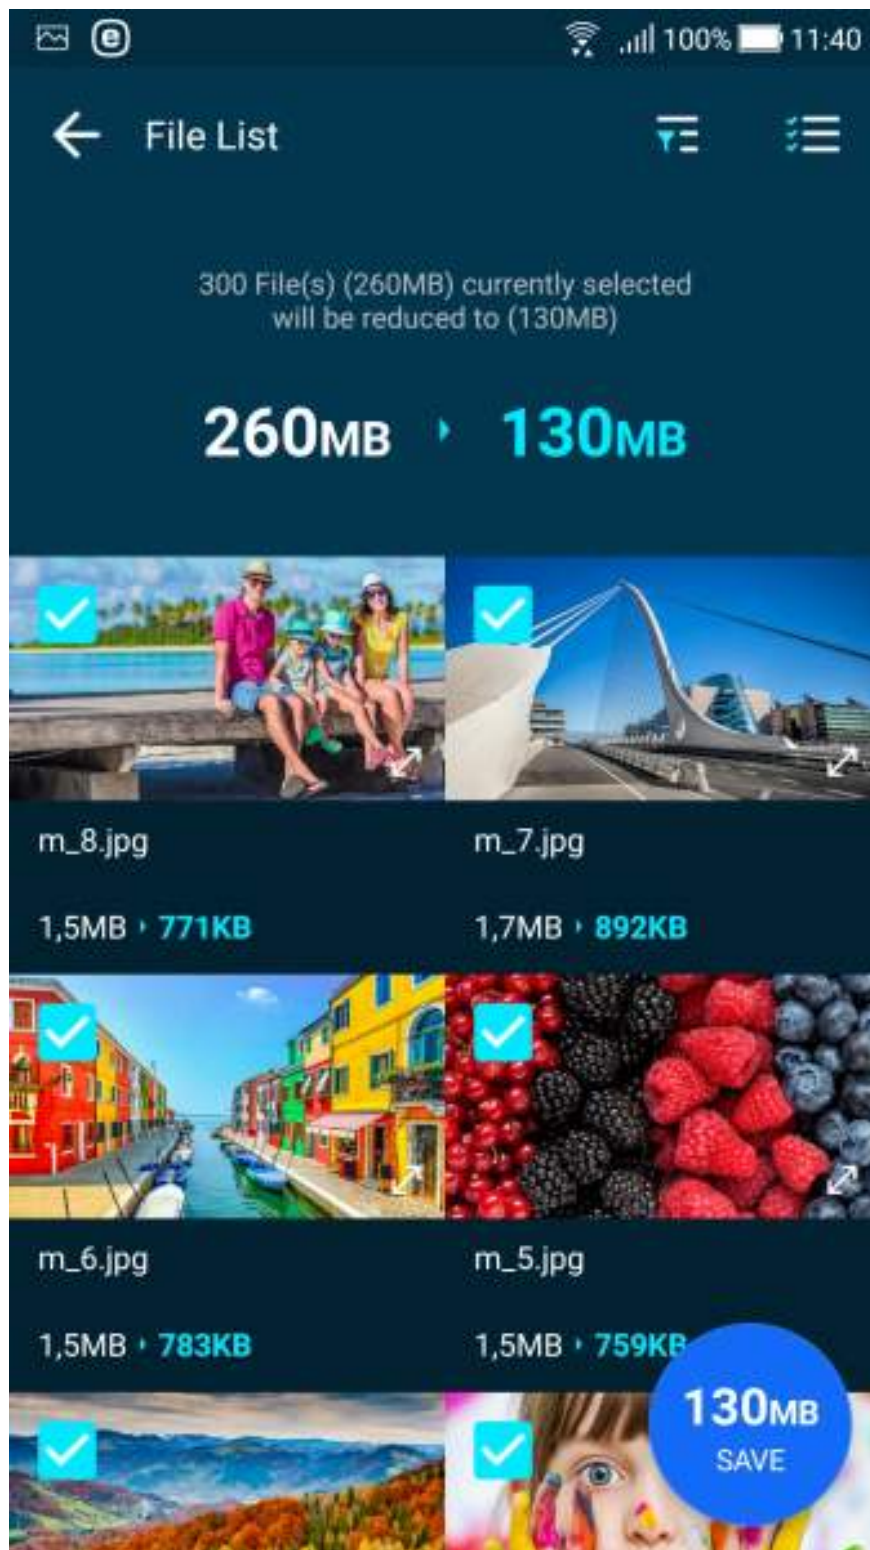 100% 11:40
File List
300 File(s) (260MB) currently selected
will be reduced to (130MB)
260MB 130MB
m_8.jpg m_7.jpg
1,5MB 771KB 1,7MB 892KB
m_6.jpg m_5.jpg
1,5MB 783KB 1,5MB 759KB
130MB
SAVE